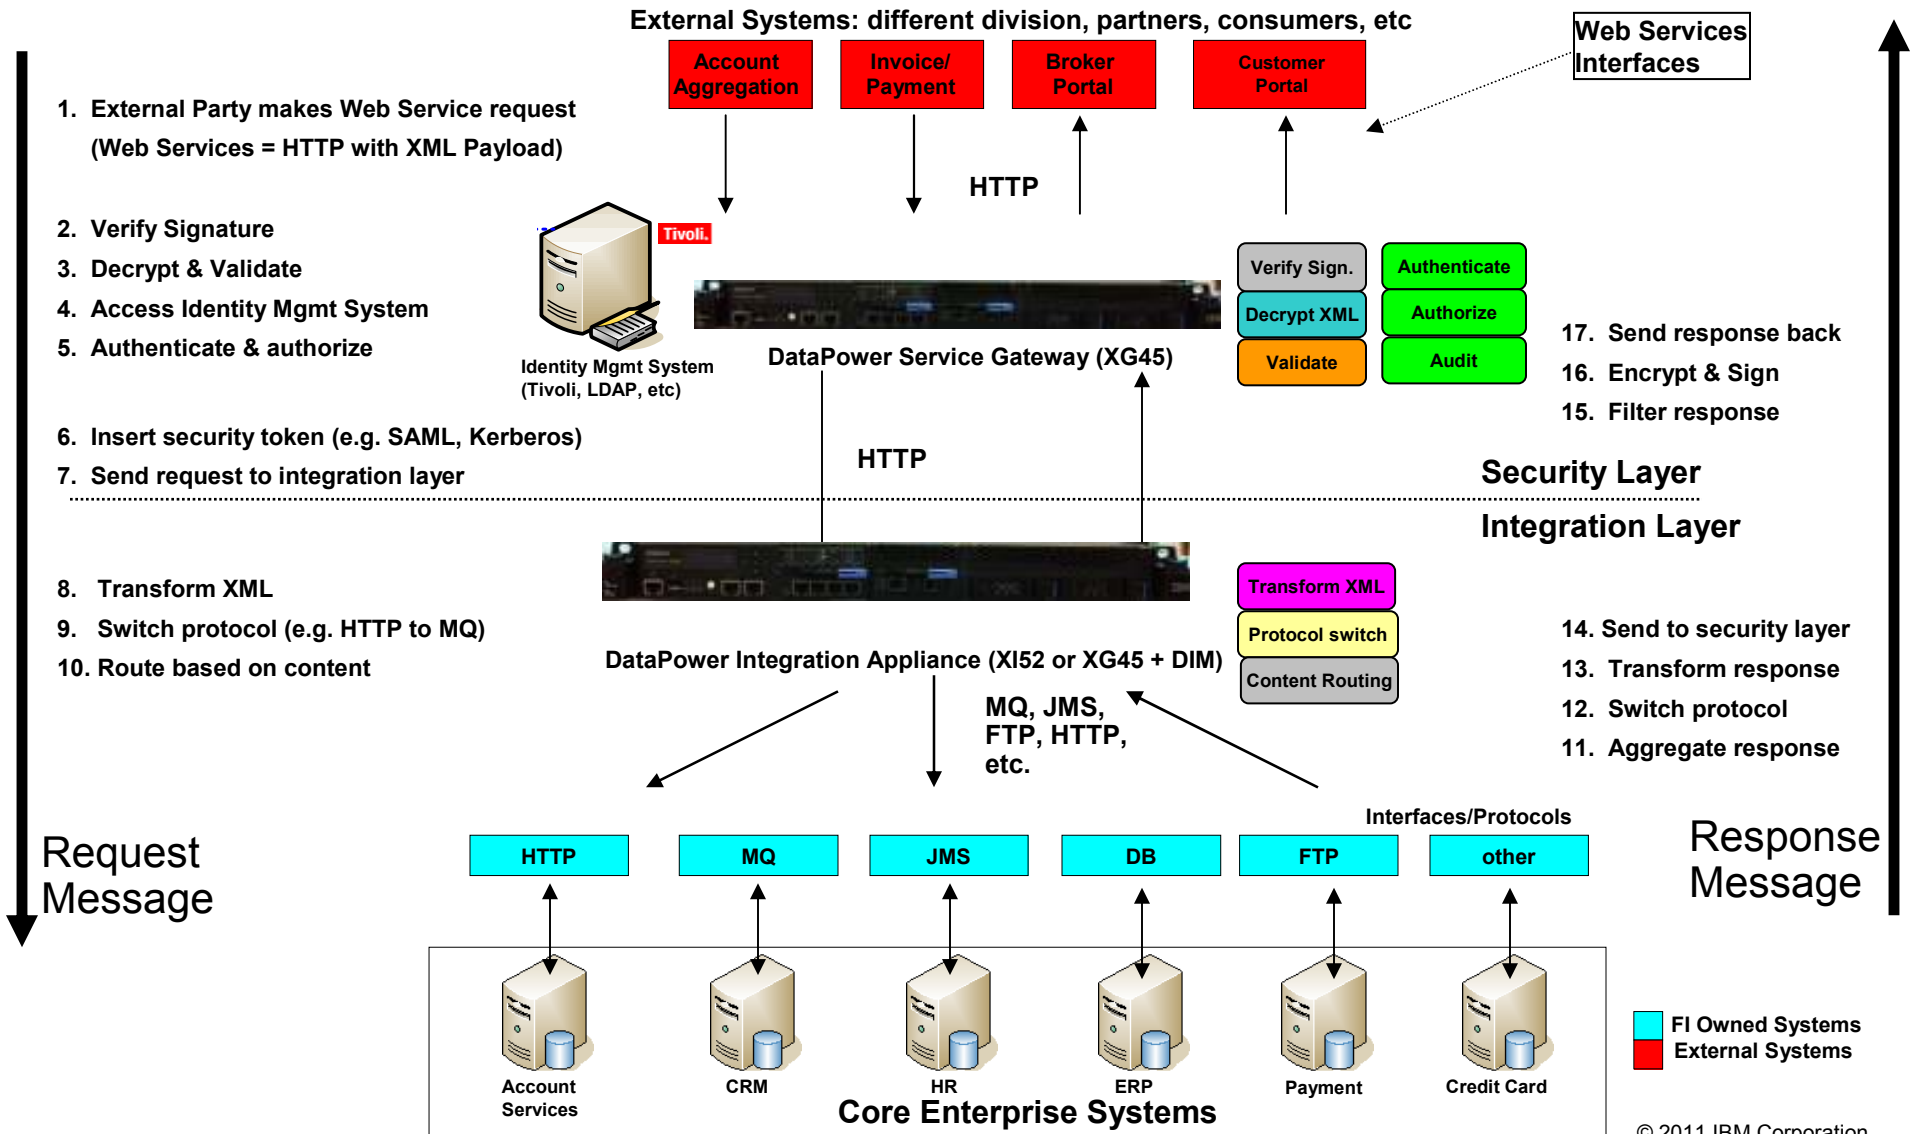 External Systems: different division, partners, consumers, etc
Web Services
Interfaces
Account
Aggregation
Invoice/
Payment
Broker
Portal
Customer
Portal
1. External Party makes Web Service request
(Web Services = HTTP with XML Payload)
HTTP
2. Verify Signature
3. Decrypt & Validate
4. Access Identity Mgmt System
5. Authenticate & authorize
Tivoli.
Identity Mgmt System
(Tivoli, LDAP, etc)
DataPower Service Gateway (XG45)
Verify Sign.
Decrypt XML
Validate
Authenticate
Authorize
Audit
17. Send response back
16. Encrypt & Sign
15. Filter response
6. Insert security token (e.g. SAML, Kerberos)
7. Send request to integration layer
HTTP
Security Layer
Integration Layer
8. Transform XML
9. Switch protocol (e.g. HTTP to MQ)
10. Route based on content
DataPower Integration Appliance (XI52 or XG45 + DIM)
Transform XML
Protocol switch
Content Routing
14. Send to security layer
13. Transform response
12. Switch protocol
11. Aggregate response
MQ, JMS,
FTP, HTTP,
etc.
Interfaces/Protocols
Request
Message
Response
Message
HTTP
MQ
JMS
DB
FTP
other
Account
Services
CRM
HR
ERP
Payment
Credit Card
Core Enterprise Systems
FI Owned Systems
External Systems
© 2011 IBM Corporation